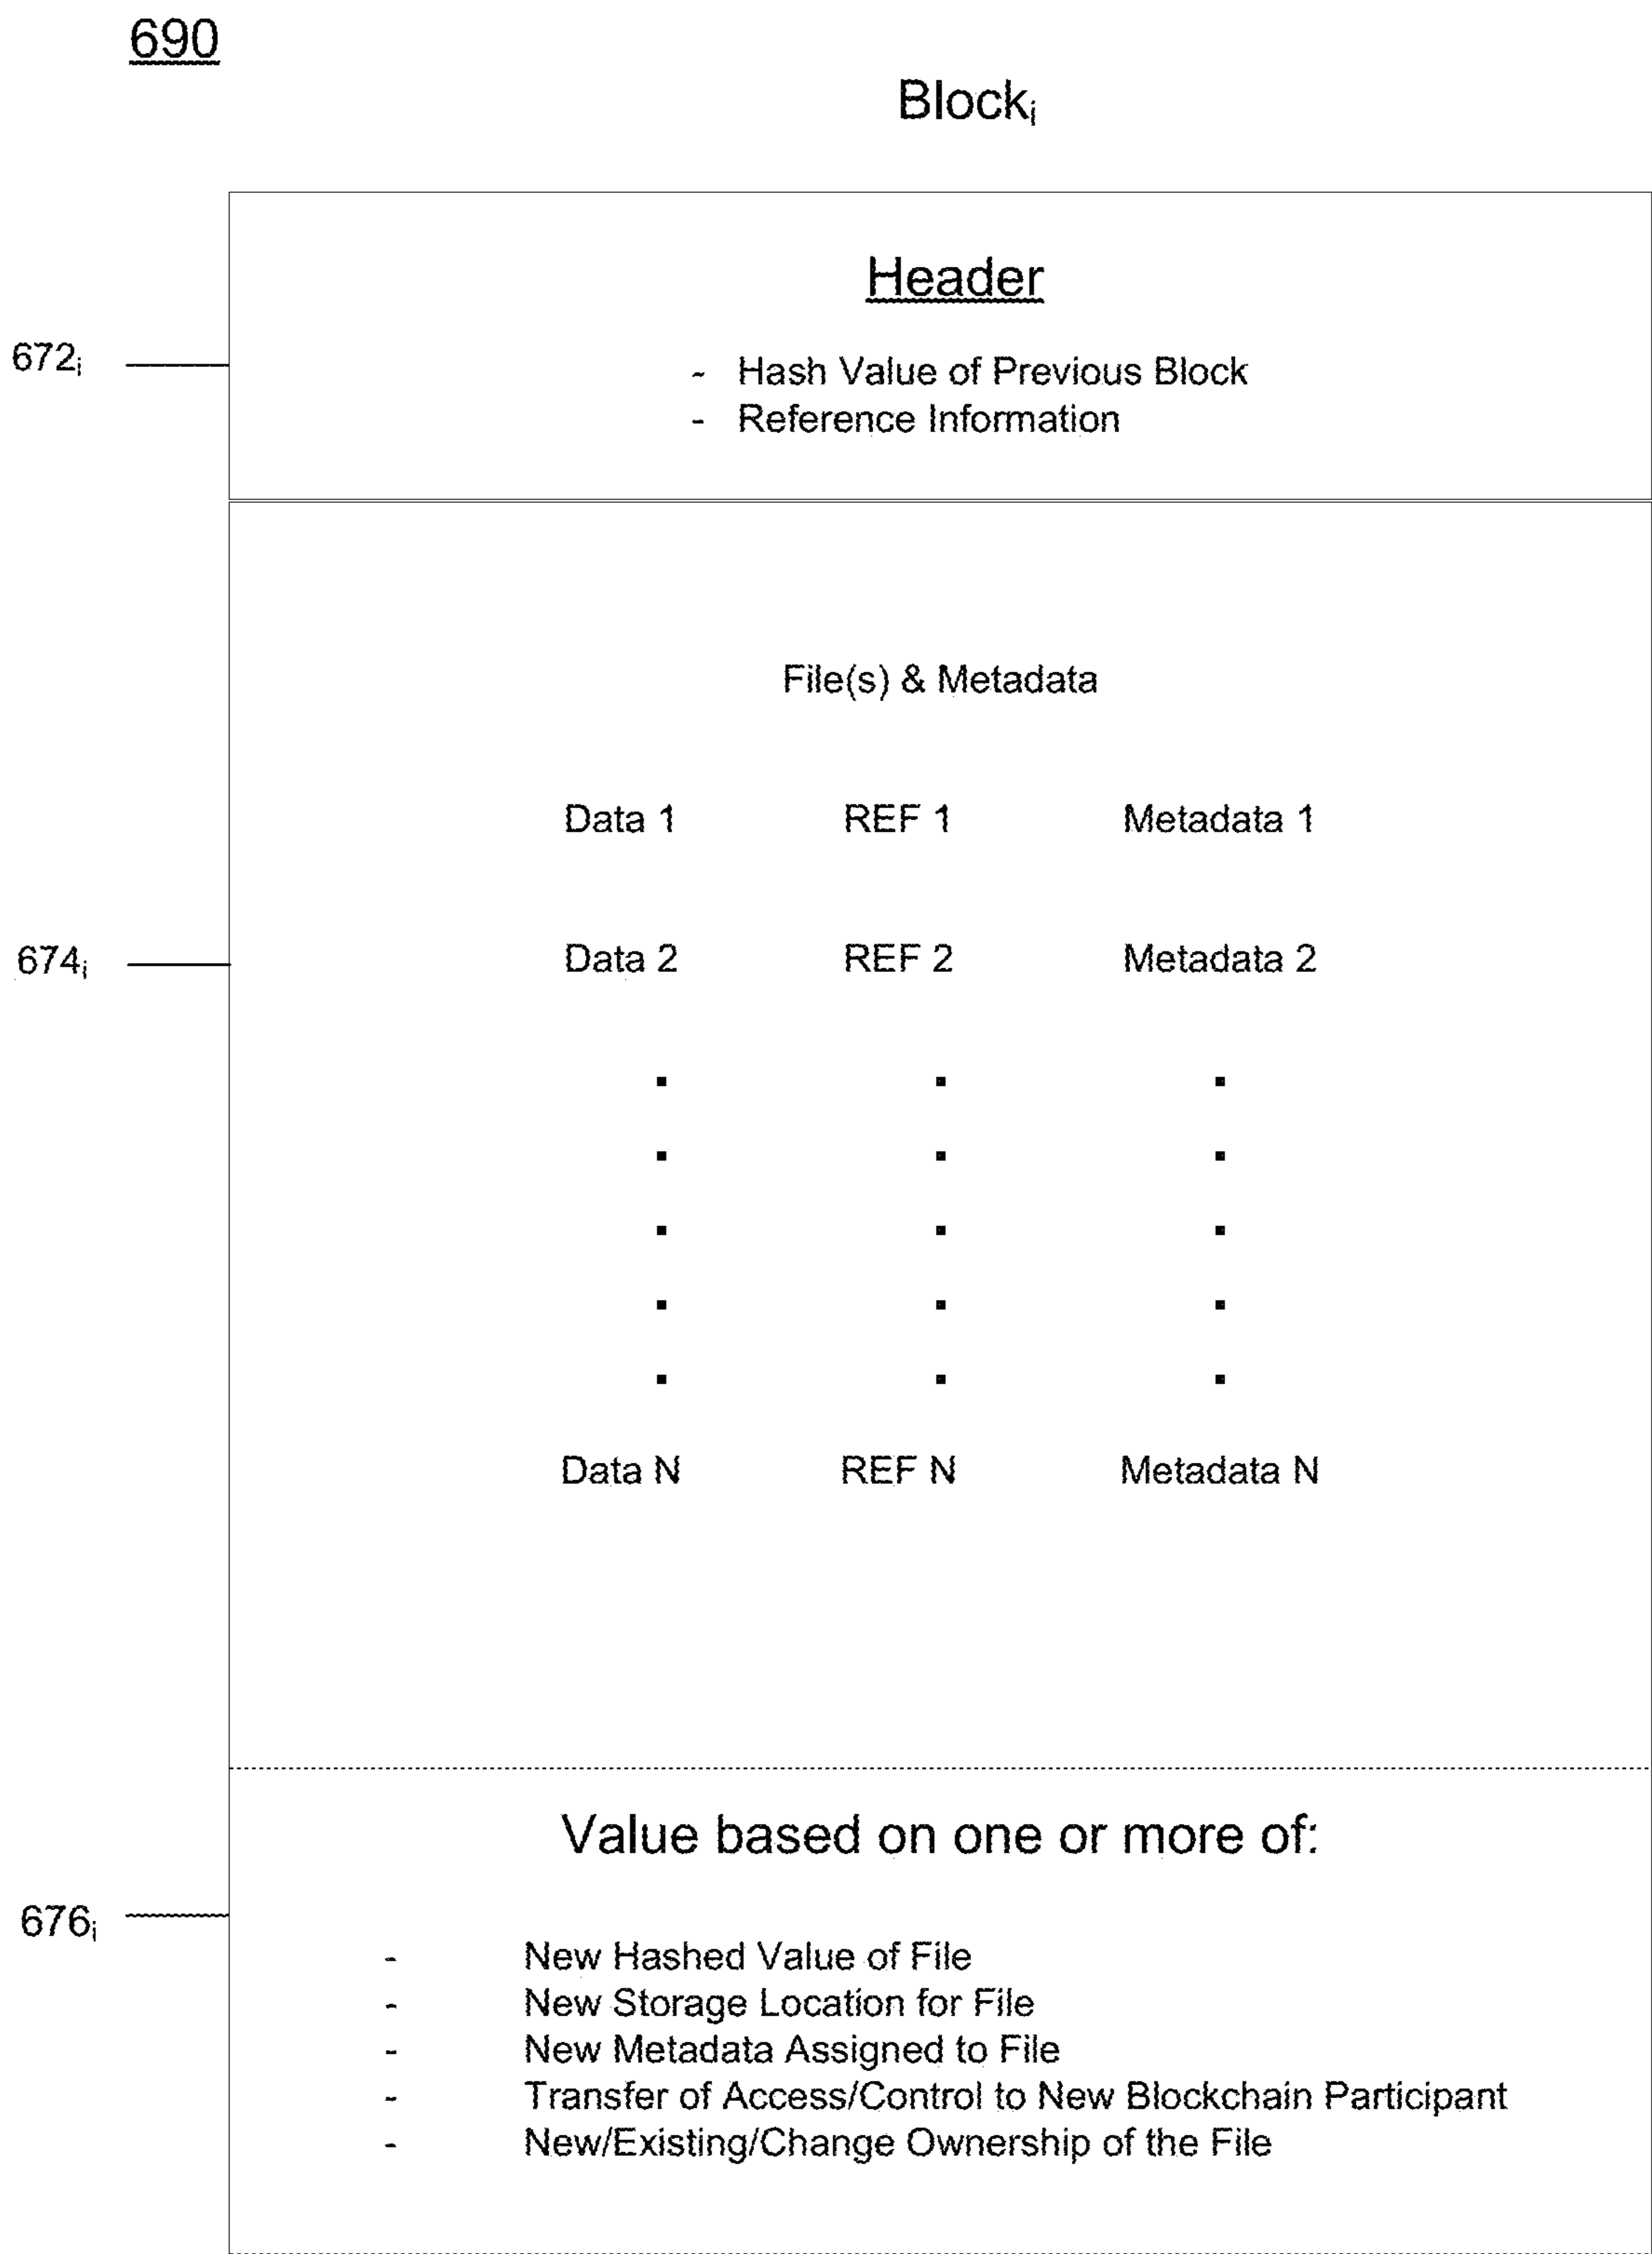 690
Blockᵢ
Header
672ᵢ
- Hash Value of Previous Block
- Reference Information
File(s) & Metadata
Data 1 REF 1 Metadata 1
674ᵢ Data 2 REF 2 Metadata 2
. . .
. . .
. . .
. . .
. . .
Data N REF N Metadata N
Value based on one or more of:
676ᵢ
- New Hashed Value of File
- New Storage Location for File
- New Metadata Assigned to File
- Transfer of Access/Control to New Blockchain Participant
- New/Existing/Change Ownership of the File